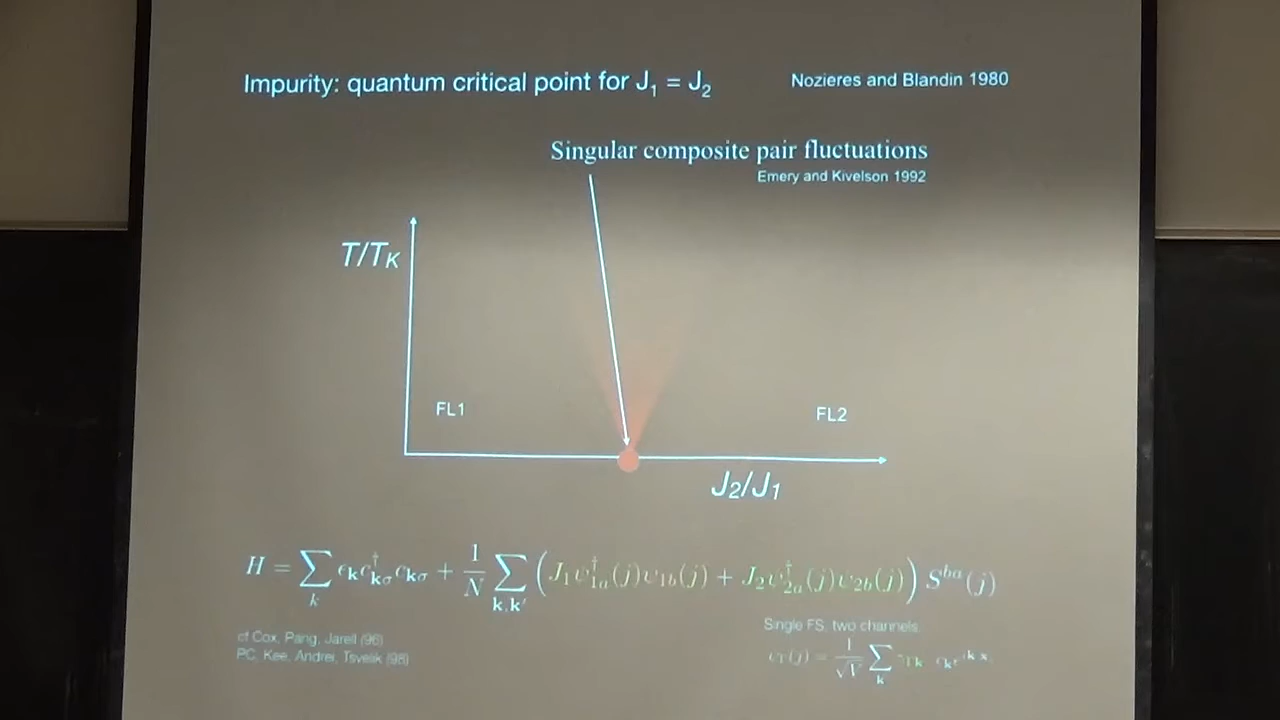 Impurity: quantum critical point for J₁ = J₂
Nozieres and Blandin 1980
Singular composite pair fluctuations
Emery and Kivelson 1992
T/T_K
FL1
FL2
J₂/J₁
H = ∑_k ϵ_𝐤 c†_𝐤σ c_𝐤σ + 1/N ∑_𝐤,𝐤′ ( J₁ψ†_1a(j)ψ_1b(j) + J₂ψ†_2a(j)ψ_2b(j) ) S^ba(j)
cf Cox, Pang, Jarell (96)
PC, Kee, Andrei, Tsvelik (98)
Single FS, two channels.